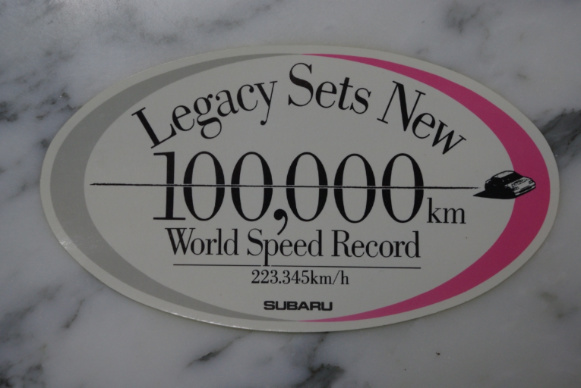 Legacy Sets New
100,000km
World Speed Record
223.345km/h
SUBARU